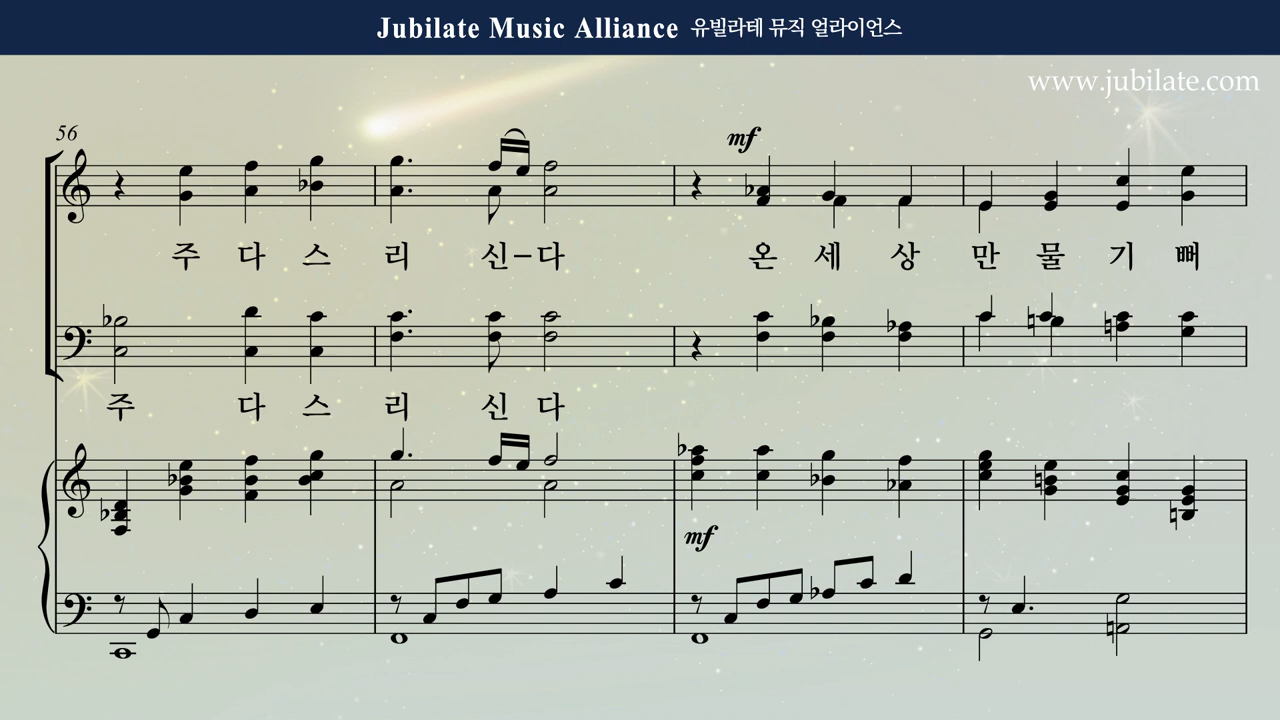 Jubilate Music Alliance 유빌라테 뮤직 얼라이언스
www.jubilate.com
56
mf
주 다 스 리 신-다 온 세 상 만 물 기 뻐
주 다 스 리 신 다
mf